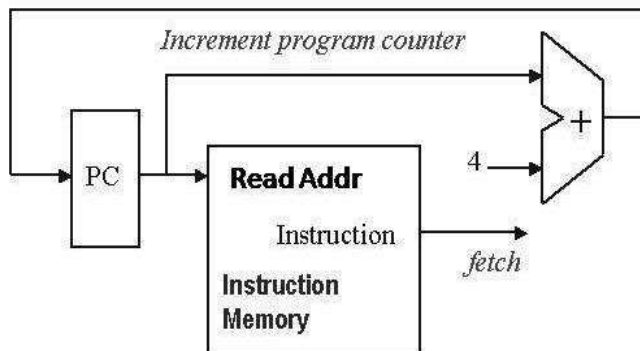 Increment program counter
+
PC
4
Read Addr
Instruction
fetch
Instruction
Memory